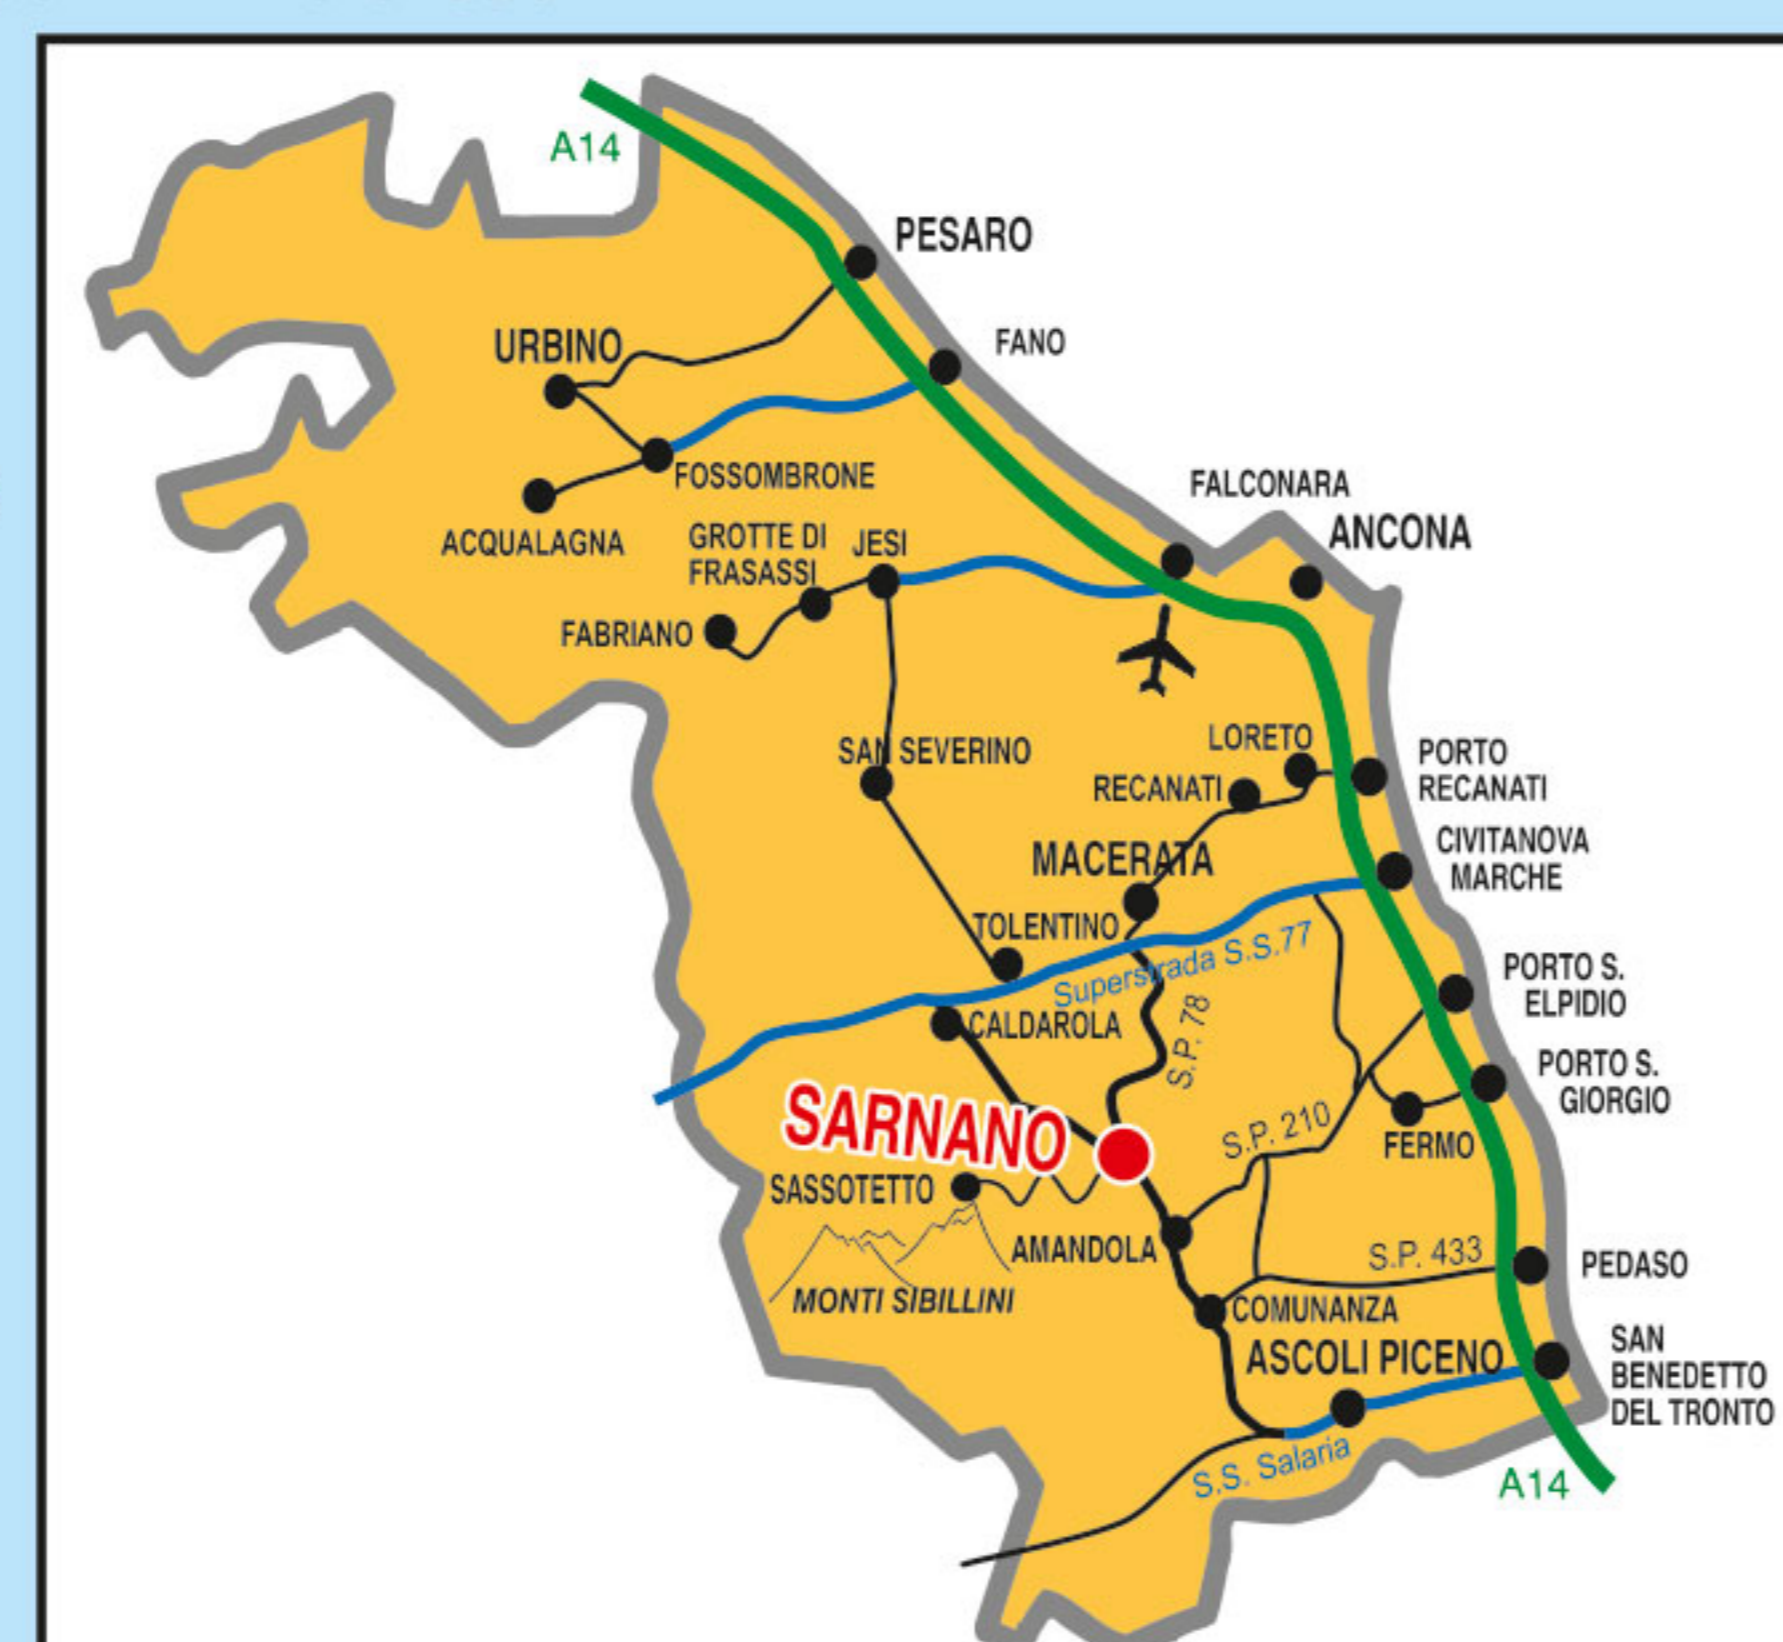 A14
PESARO
FANO
URBINO
FOSSOMBRONE
ACQUALAGNA
FALCONARA
ANCONA
GROTTE DI
FRASASSI
JESI
FABRIANO
SAN SEVERINO
LORETO
RECANATI
PORTO
RECANATI
MACERATA
CIVITANOVA
MARCHE
TOLENTINO
Superstrada S.S.77
CALDAROLA
S.P. 78
PORTO S.
ELPIDIO
PORTO S.
GIORGIO
SARNANO
S.P. 210
FERMO
SASSOTETTO
AMANDOLA
MONTI SIBILLINI
S.P. 433
PEDASO
COMUNANZA
ASCOLI PICENO
SAN
BENEDETTO
DEL TRONTO
S.S. Salaria
A14